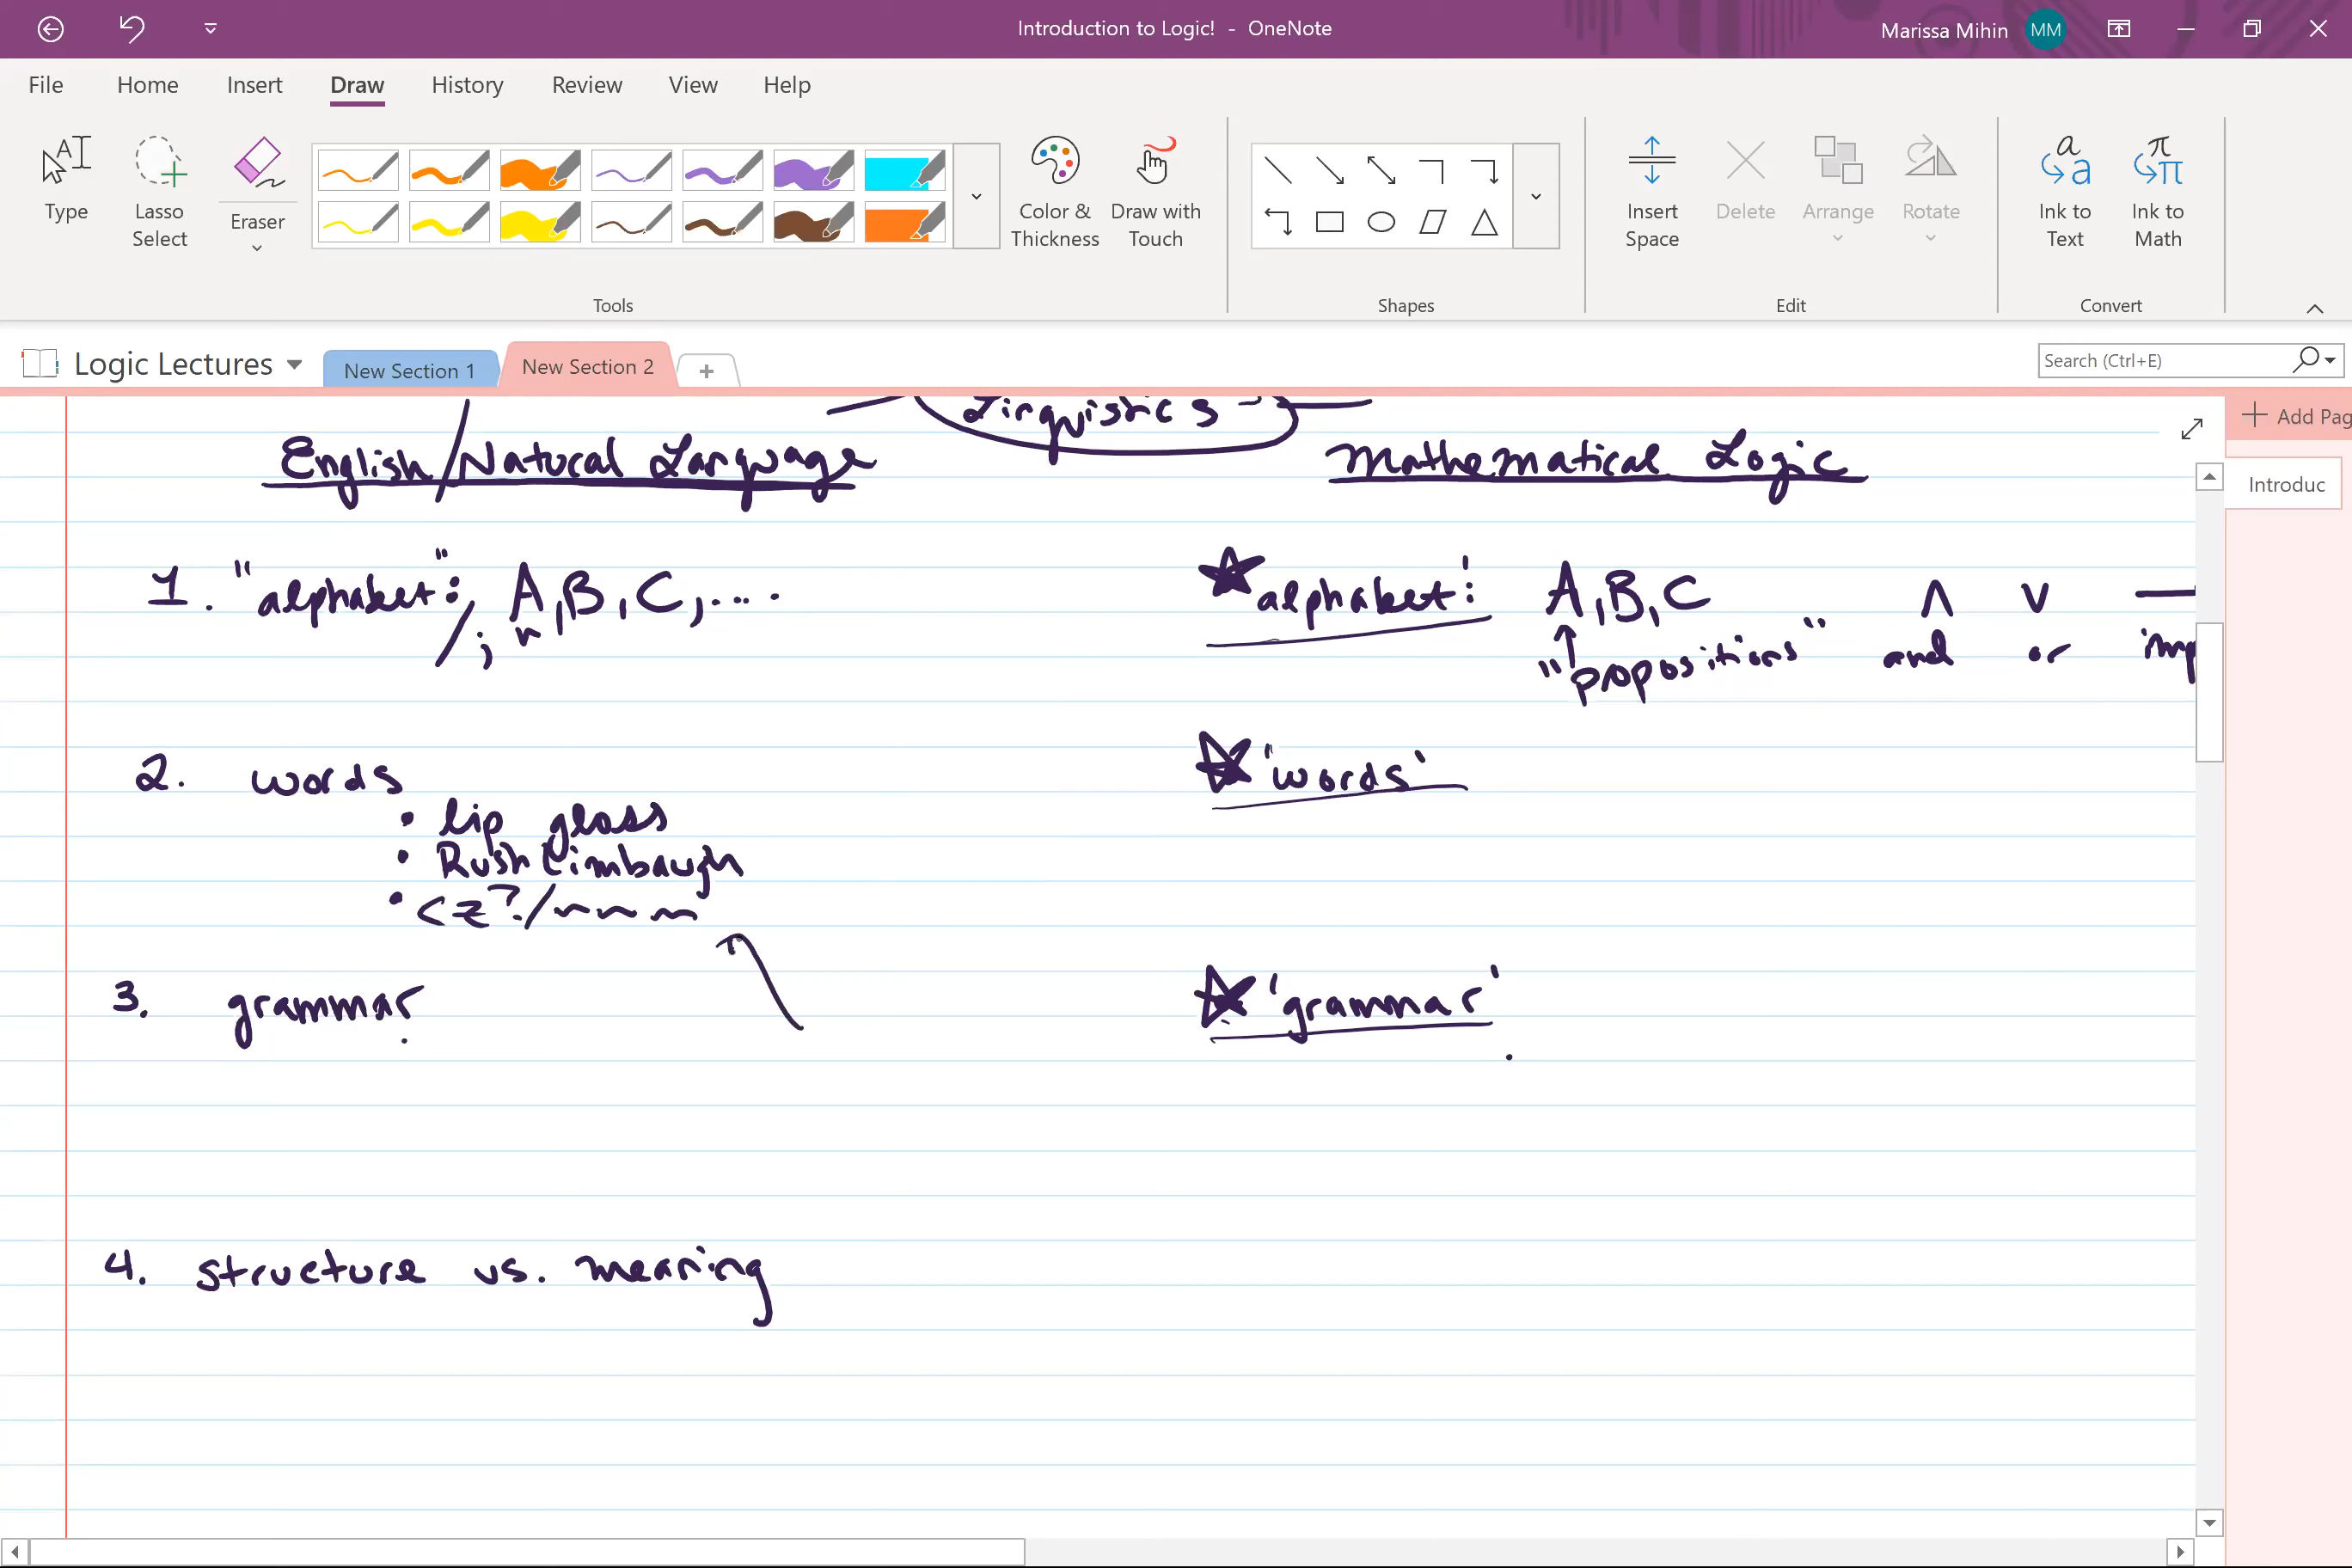 Introduction to Logic! - OneNote
Marissa Mihin MM
File Home Insert Draw History Review View Help
Type
Lasso Select
Eraser
Color & Thickness
Draw with Touch
Insert Space
Delete
Arrange
Rotate
Ink to Text
Ink to Math
Tools Shapes Edit Convert
Logic Lectures New Section 1 New Section 2 +
Search (Ctrl+E)
Add Pag
Introduc
Linguistics
English/Natural Language Mathematical Logic
1. "alphabet": A, B, C, .... alphabet': A, B, C ∧ ∨ —
/ ; "propositions" and or imp
2. words 'words'
• lip gloss
• Rush Limbaugh
• < z ? / ~ ~ ~
3. grammar 'grammar'
4. structure vs. meaning